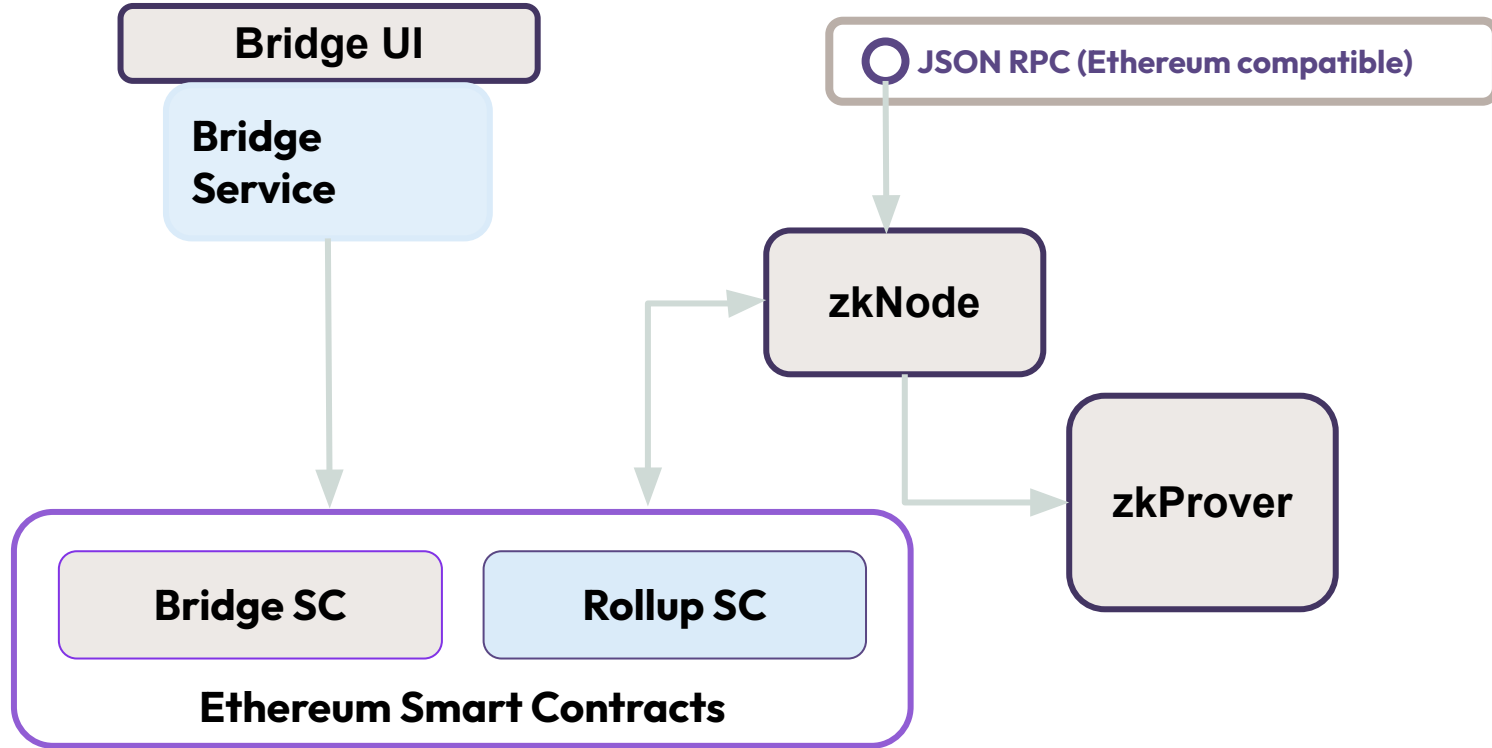 Bridge UI
JSON RPC (Ethereum compatible)
Bridge
Service
zkNode
zkProver
Bridge SC
Rollup SC
Ethereum Smart Contracts